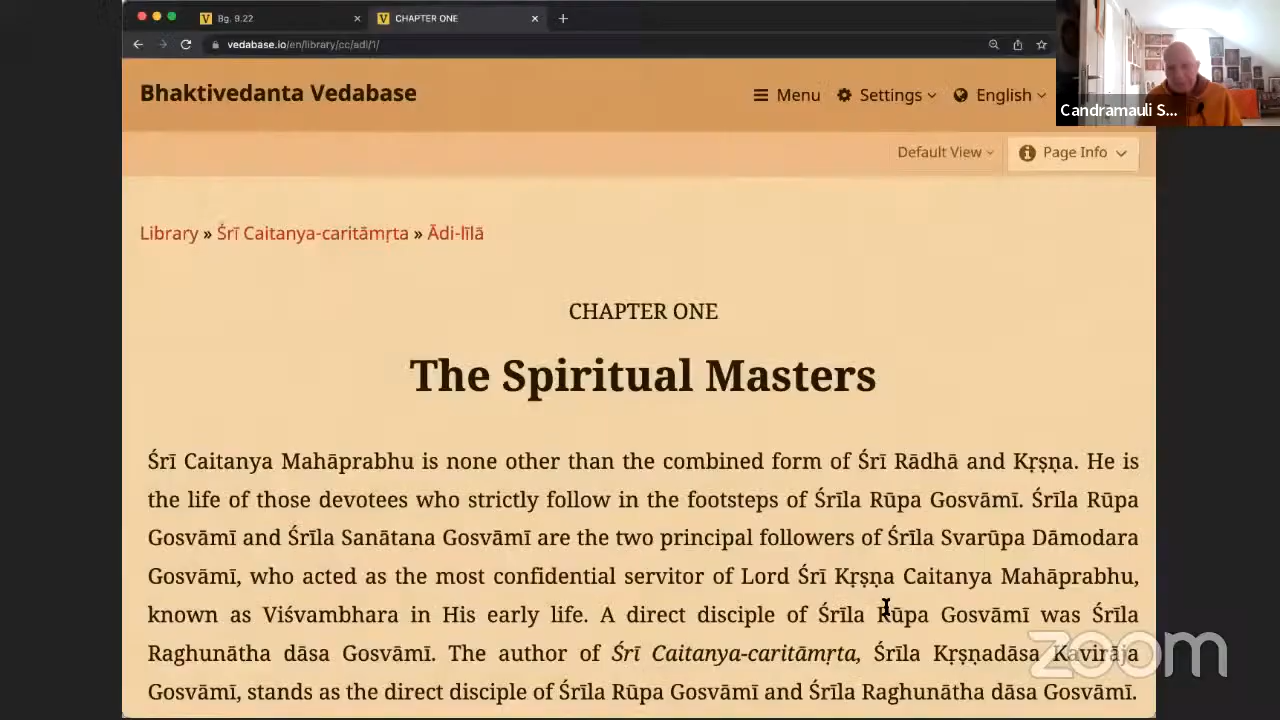 Bg. 9.22
CHAPTER ONE
vedabase.io/en/library/cc/adi/1/
Bhaktivedanta Vedabase
Menu
Settings
English
Candramauli S...
Default View
Page Info
Library » Śrī Caitanya-caritāmṛta » Ādi-līlā
CHAPTER ONE
The Spiritual Masters
Śrī Caitanya Mahāprabhu is none other than the combined form of Śrī Rādhā and Kṛṣṇa. He is
the life of those devotees who strictly follow in the footsteps of Śrīla Rūpa Gosvāmī. Śrīla Rūpa
Gosvāmī and Śrīla Sanātana Gosvāmī are the two principal followers of Śrīla Svarūpa Dāmodara
Gosvāmī, who acted as the most confidential servitor of Lord Śrī Kṛṣṇa Caitanya Mahāprabhu,
known as Viśvambhara in His early life. A direct disciple of Śrīla Rūpa Gosvāmī was Śrīla
Raghunātha dāsa Gosvāmī. The author of Śrī Caitanya-caritāmṛta, Śrīla Kṛṣṇadāsa Kavirāja
Gosvāmī, stands as the direct disciple of Śrīla Rūpa Gosvāmī and Śrīla Raghunātha dāsa Gosvāmī.
zoom